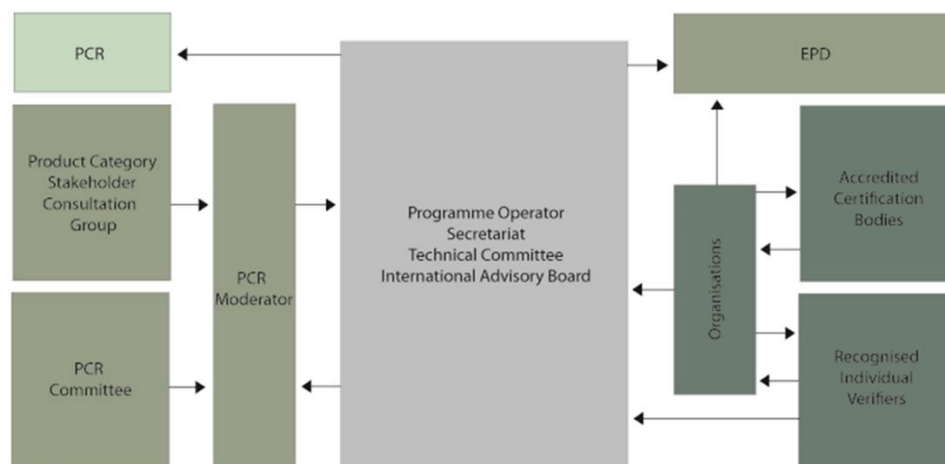 PCR
EPD
Product Category
Stakeholder
Consultation
Group
PCR
Moderator
PCR
Committee
Programme Operator
Secretariat
Technical Committee
International Advisory Board
Organisations
Accredited
Certification
Bodies
Recognised
Individual
Verifiers